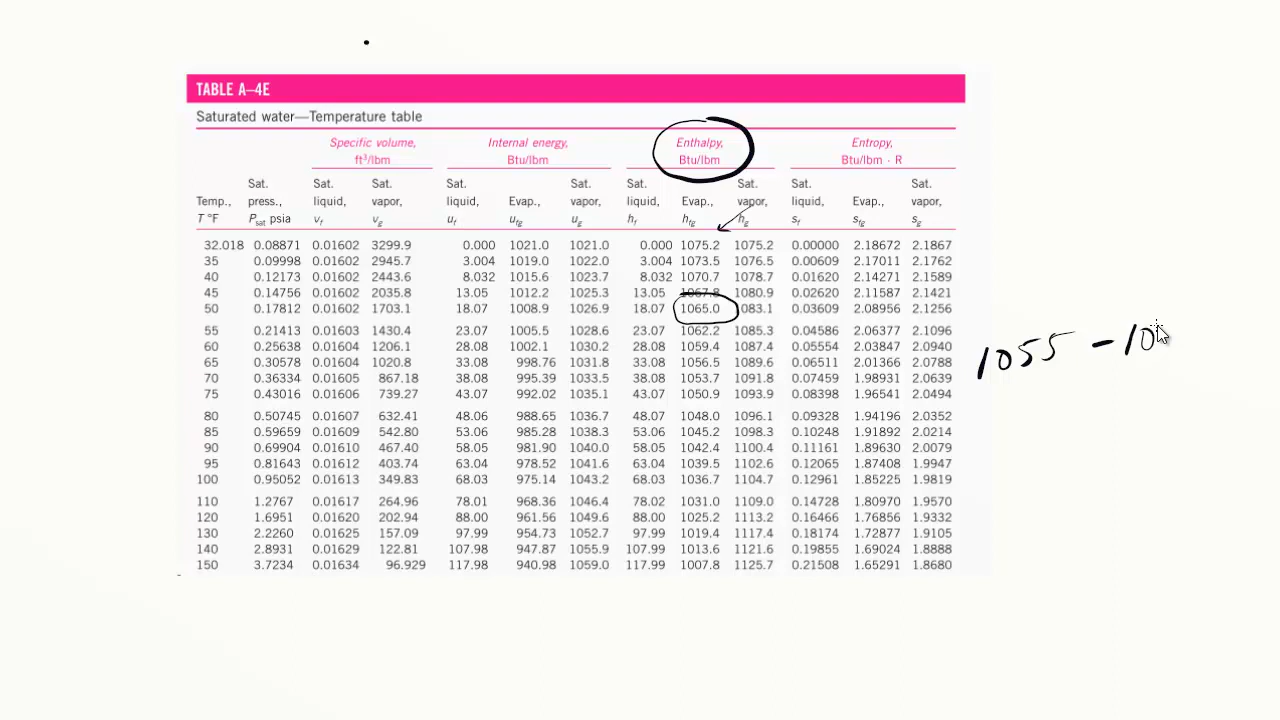 TABLE A–4E
Saturated water—Temperature table
Specific volume, Internal energy, Enthalpy, Entropy,
ft³/lbm Btu/lbm Btu/lbm Btu/lbm · R
Sat. Sat. Sat. Sat. Sat. Sat. Sat. Sat. Sat.
Temp., press., liquid, vapor, liquid, Evap., vapor, liquid, Evap., vapor, liquid, Evap., vapor,
T °F Psat psia vf vg uf ufg ug hf hfg hg sf sfg sg
32.018 0.08871 0.01602 3299.9 0.000 1021.0 1021.0 0.000 1075.2 1075.2 0.00000 2.18672 2.1867
35 0.09998 0.01602 2945.7 3.004 1019.0 1022.0 3.004 1073.5 1076.5 0.00609 2.17011 2.1762
40 0.12173 0.01602 2443.6 8.032 1015.6 1023.7 8.032 1070.7 1078.7 0.01620 2.14271 2.1589
45 0.14756 0.01602 2035.8 13.05 1012.2 1025.3 13.05 1067.8 1080.9 0.02620 2.11587 2.1421
50 0.17812 0.01602 1703.1 18.07 1008.9 1026.9 18.07 1065.0 1083.1 0.03609 2.08956 2.1256
55 0.21413 0.01603 1430.4 23.07 1005.5 1028.6 23.07 1062.2 1085.3 0.04586 2.06377 2.1096
60 0.25638 0.01604 1206.1 28.08 1002.1 1030.2 28.08 1059.4 1087.4 0.05554 2.03847 2.0940
65 0.30578 0.01604 1020.8 33.08 998.76 1031.8 33.08 1056.5 1089.6 0.06511 2.01366 2.0788
70 0.36334 0.01605 867.18 38.08 995.39 1033.5 38.08 1053.7 1091.8 0.07459 1.98931 2.0639
75 0.43016 0.01606 739.27 43.07 992.02 1035.1 43.07 1050.9 1093.9 0.08398 1.96541 2.0494
80 0.50745 0.01607 632.41 48.06 988.65 1036.7 48.07 1048.0 1096.1 0.09328 1.94196 2.0352
85 0.59659 0.01609 542.80 53.06 985.28 1038.3 53.06 1045.2 1098.3 0.10248 1.91892 2.0214
90 0.69904 0.01610 467.40 58.05 981.90 1040.0 58.05 1042.4 1100.4 0.11161 1.89630 2.0079
95 0.81643 0.01612 403.74 63.04 978.52 1041.6 63.04 1039.5 1102.6 0.12065 1.87408 1.9947
100 0.95052 0.01613 349.83 68.03 975.14 1043.2 68.03 1036.7 1104.7 0.12961 1.85225 1.9819
110 1.2767 0.01617 264.96 78.01 968.36 1046.4 78.02 1031.0 1109.0 0.14728 1.80970 1.9570
120 1.6951 0.01620 202.94 88.00 961.56 1049.6 88.00 1025.2 1113.2 0.16466 1.76856 1.9332
130 2.2260 0.01625 157.09 97.99 954.73 1052.7 97.99 1019.4 1117.4 0.18174 1.72877 1.9105
140 2.8931 0.01629 122.81 107.98 947.87 1055.9 107.99 1013.6 1121.6 0.19855 1.69024 1.8888
150 3.7234 0.01634 96.929 117.98 940.98 1059.0 117.99 1007.8 1125.7 0.21508 1.65291 1.8680
1055 - 10